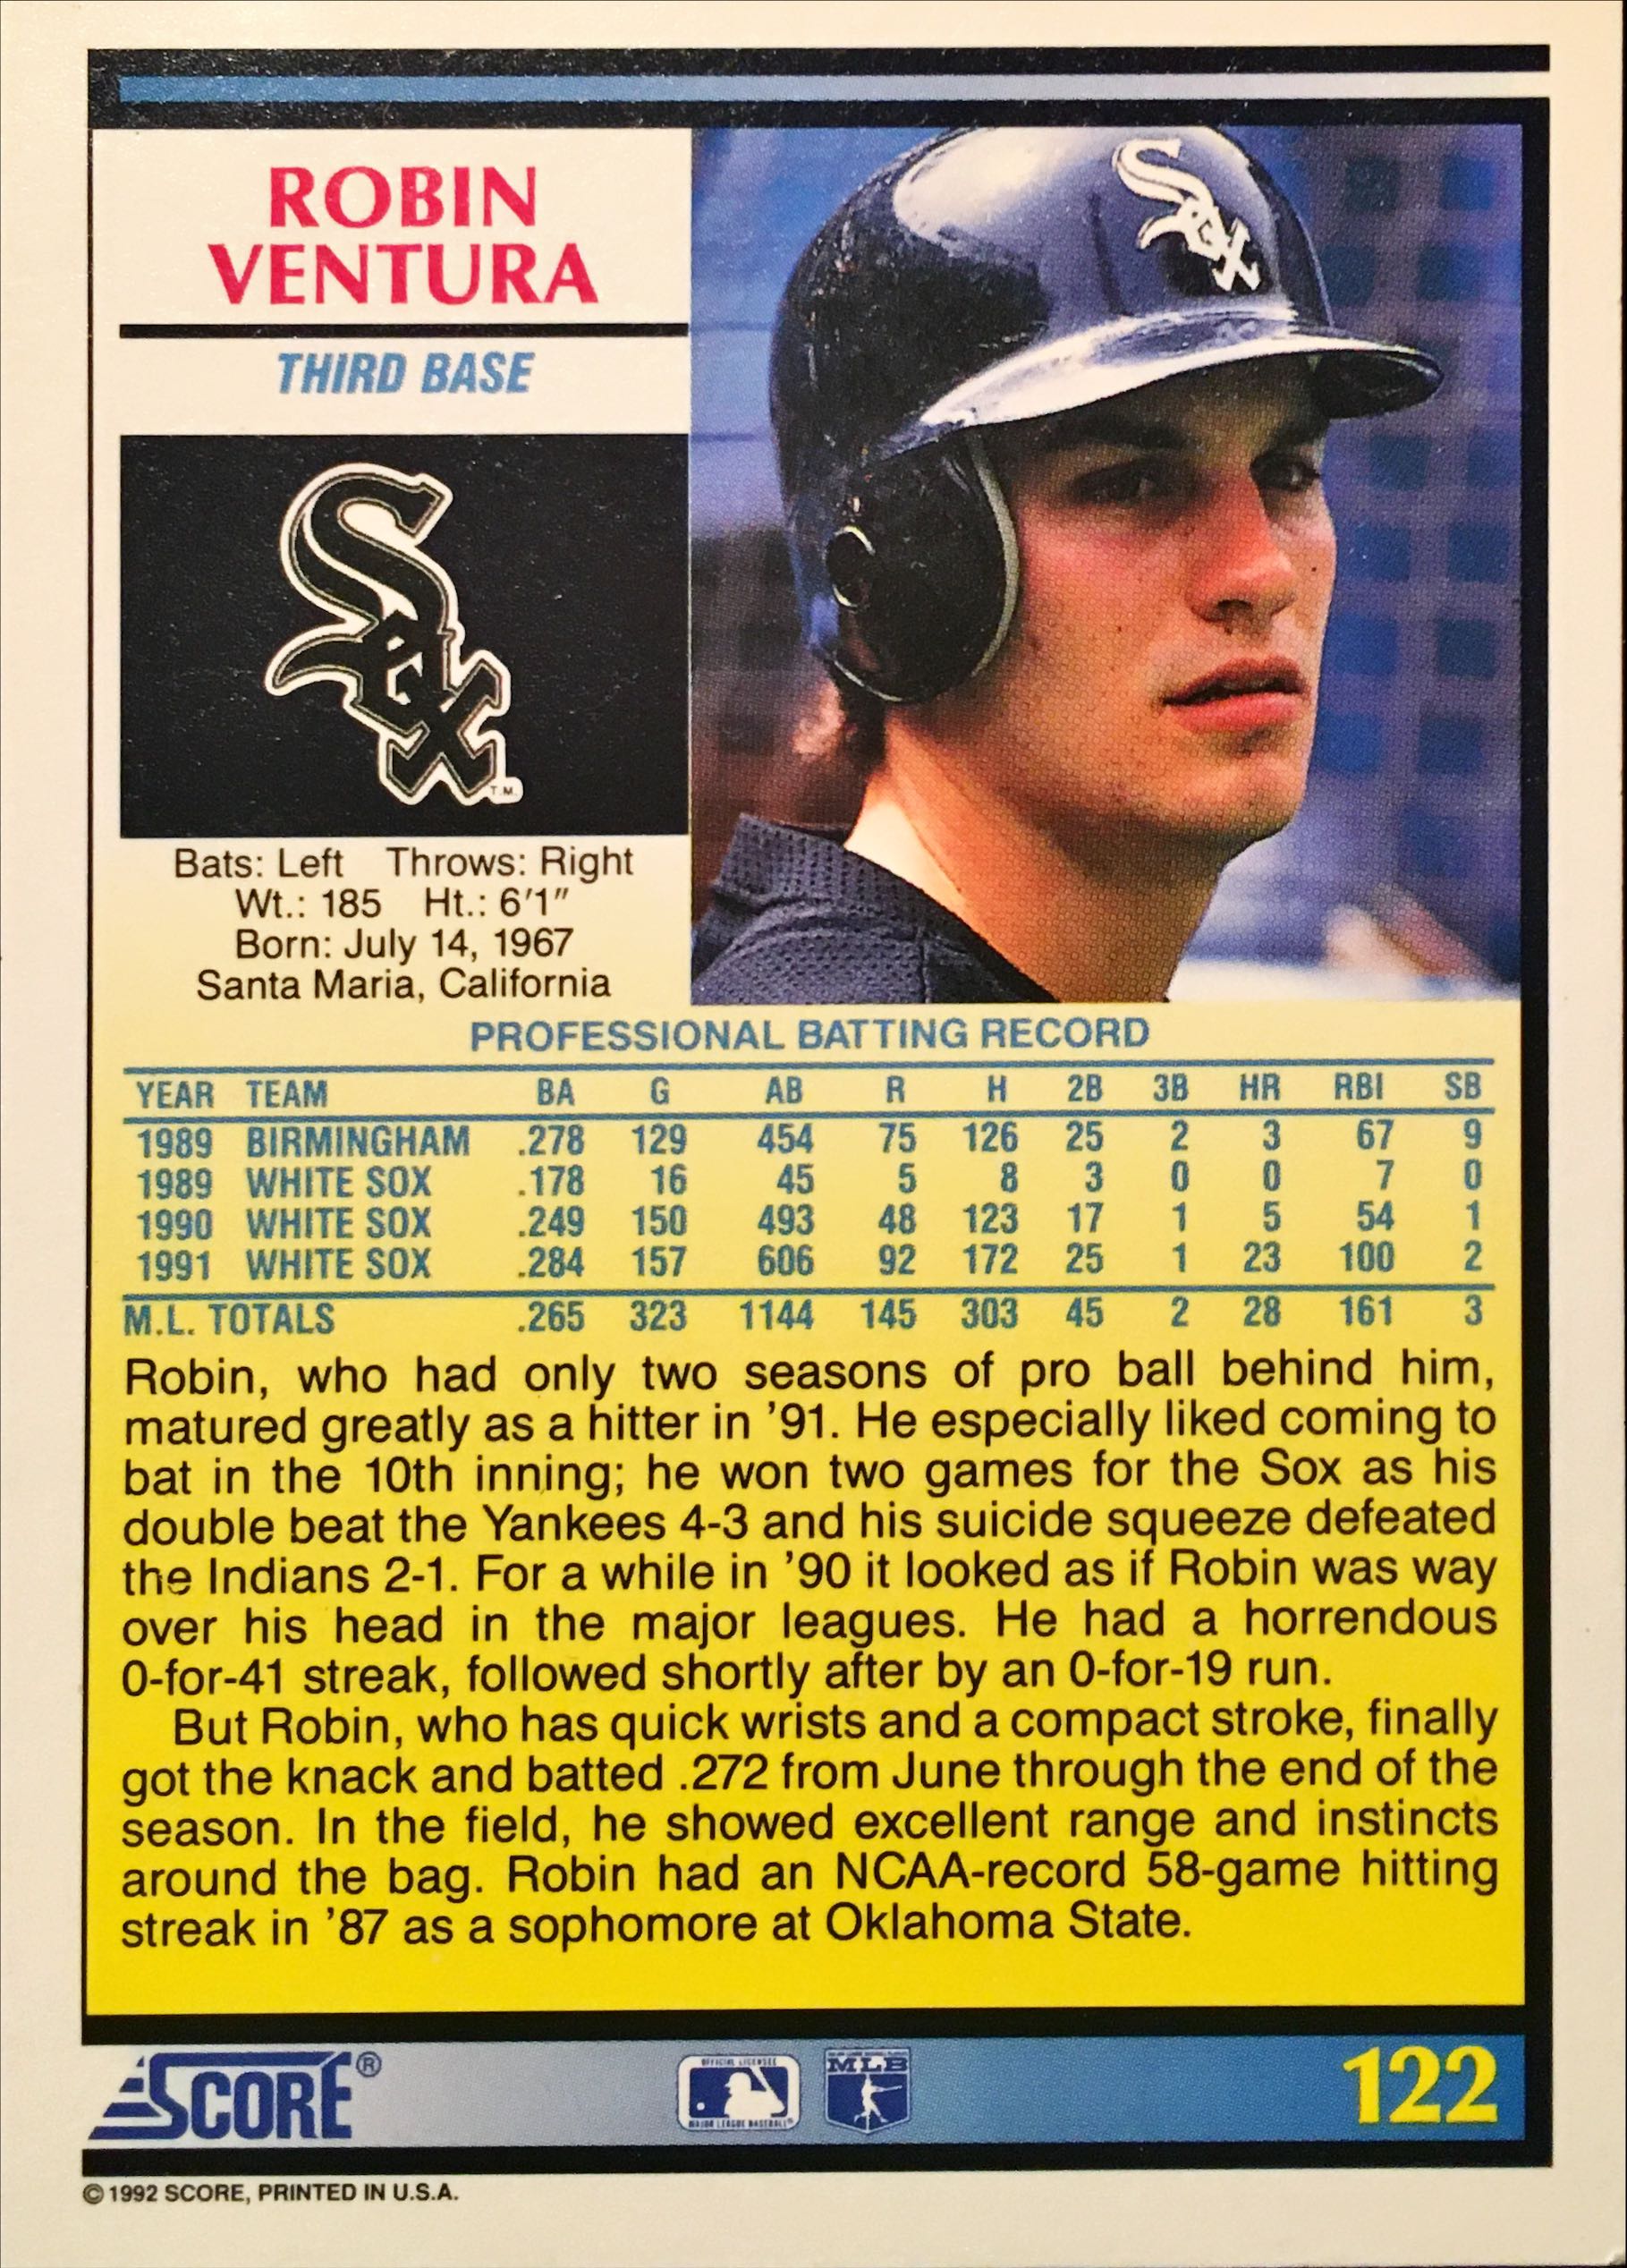 ROBIN
VENTURA
THIRD BASE
Sox
Sox
T.M.
Bats: Left Throws: Right
Wt.: 185 Ht.: 6'1"
Born: July 14, 1967
Santa Maria, California
PROFESSIONAL BATTING RECORD
YEAR TEAM BA G AB R H 2B 3B HR RBI SB
1989 BIRMINGHAM .278 129 454 75 126 25 2 3 67 9
1989 WHITE SOX .178 16 45 5 8 3 0 0 7 0
1990 WHITE SOX .249 150 493 48 123 17 1 5 54 1
1991 WHITE SOX .284 157 606 92 172 25 1 23 100 2
M.L. TOTALS .265 323 1144 145 303 45 2 28 161 3
Robin, who had only two seasons of pro ball behind him,
matured greatly as a hitter in '91. He especially liked coming to
bat in the 10th inning; he won two games for the Sox as his
double beat the Yankees 4-3 and his suicide squeeze defeated
the Indians 2-1. For a while in '90 it looked as if Robin was way
over his head in the major leagues. He had a horrendous
0-for-41 streak, followed shortly after by an 0-for-19 run.
But Robin, who has quick wrists and a compact stroke, finally
got the knack and batted .272 from June through the end of the
season. In the field, he showed excellent range and instincts
around the bag. Robin had an NCAA-record 58-game hitting
streak in '87 as a sophomore at Oklahoma State.
SCORE®
OFFICIAL LICENSEE
MAJOR LEAGUE BASEBALL
MLB
122
© 1992 SCORE, PRINTED IN U.S.A.